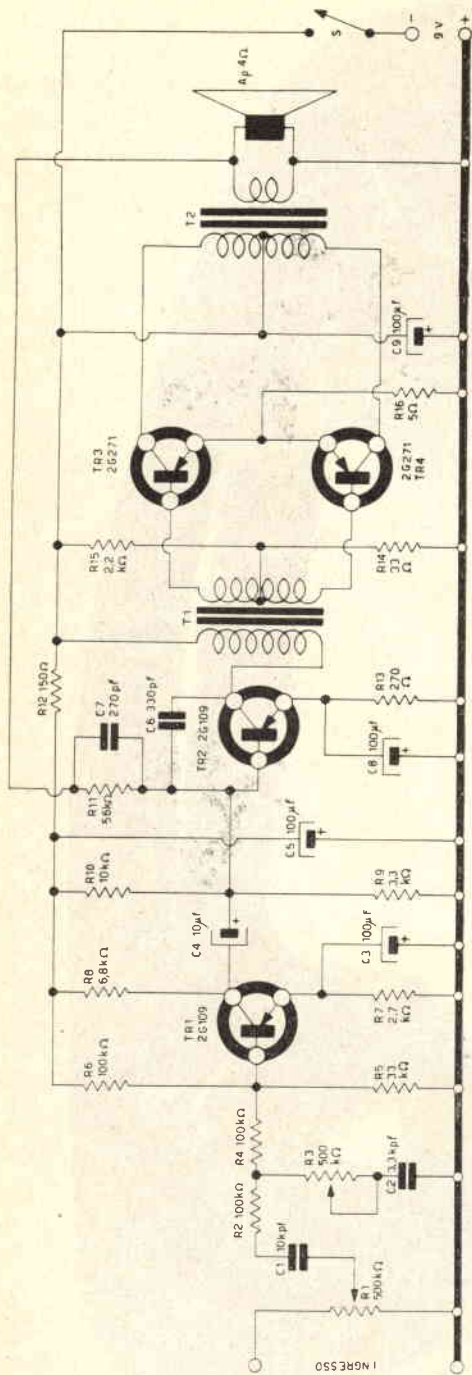 INGRESSO
R1
500kΩ
C1 10kpf
R2 100kΩ
R3
500
kΩ
C2 3,3kpf
R4 100kΩ
R6
100kΩ
R5
33
kΩ
TR1
2G109
R8
6,8kΩ
R7
2,7
kΩ
C3 100µf
C4 10µf
R10
10kΩ
R9
3,3
kΩ
C5 100µf
R11
56kΩ
C7
270pf
C6 330pf
TR2 2G109
C8 100µf
R13
270
Ω
R12 150Ω
T1
R15
2,2
kΩ
R14
33
Ω
TR3
2G271
2G271
TR4
R16
5Ω
C9 100µf
T2
Ap 4Ω
S
-
9 V
+
+
+
+
+
+